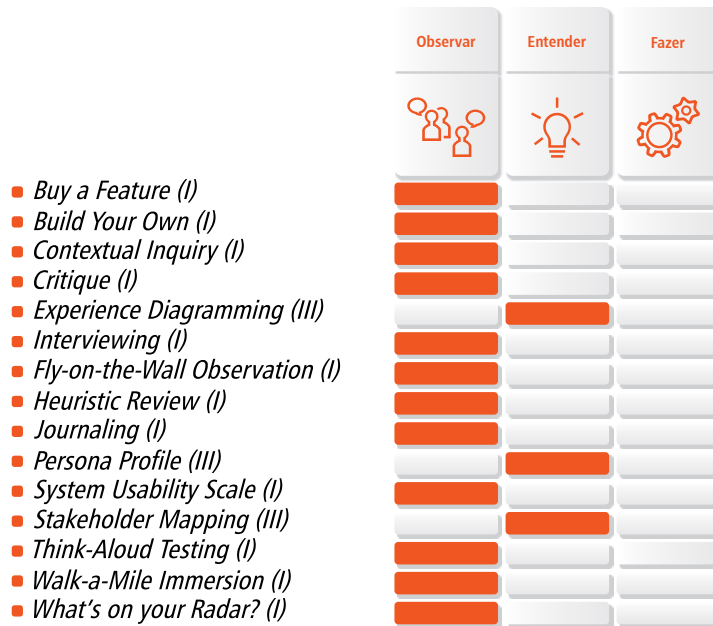 Observar Entender Fazer
Buy a Feature (I)
Build Your Own (I)
Contextual Inquiry (I)
Critique (I)
Experience Diagramming (III)
Interviewing (I)
Fly-on-the-Wall Observation (I)
Heuristic Review (I)
Journaling (I)
Persona Profile (III)
System Usability Scale (I)
Stakeholder Mapping (III)
Think-Aloud Testing (I)
Walk-a-Mile Immersion (I)
What's on your Radar? (I)